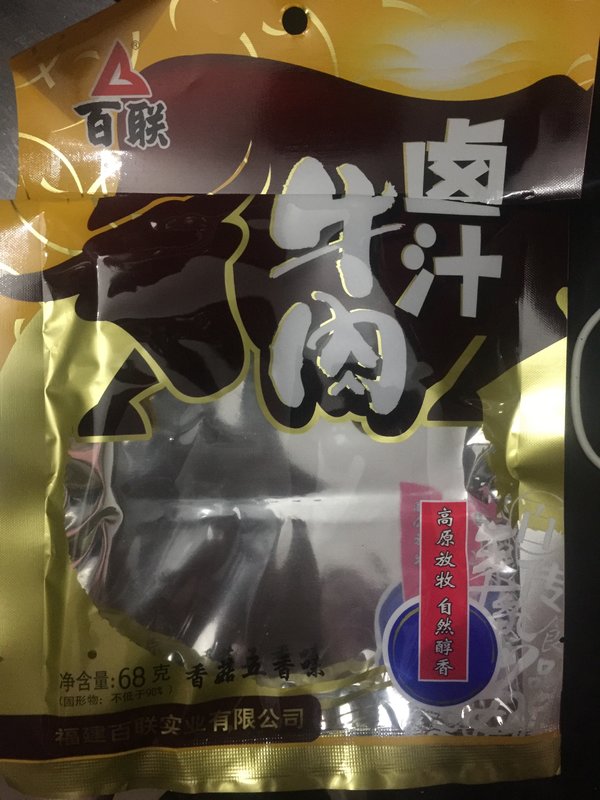 百联
卤汁
牛肉
高原放牧 自然醇香
香菇五香味
净含量:68克
(固形物: 不低于90%)
福建百联实业有限公司